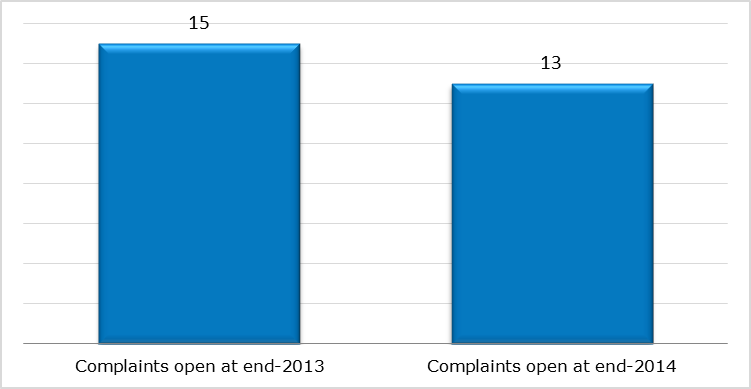 15
13
Complaints open at end-2013
Complaints open at end-2014